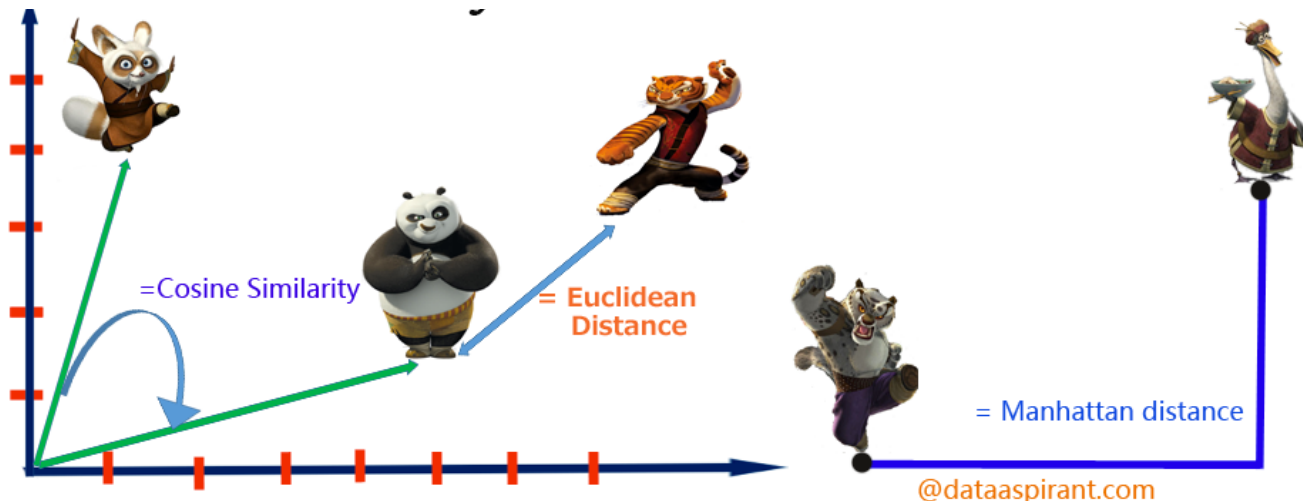 =Cosine Similarity
= Euclidean
Distance
= Manhattan distance
@dataaspirant.com